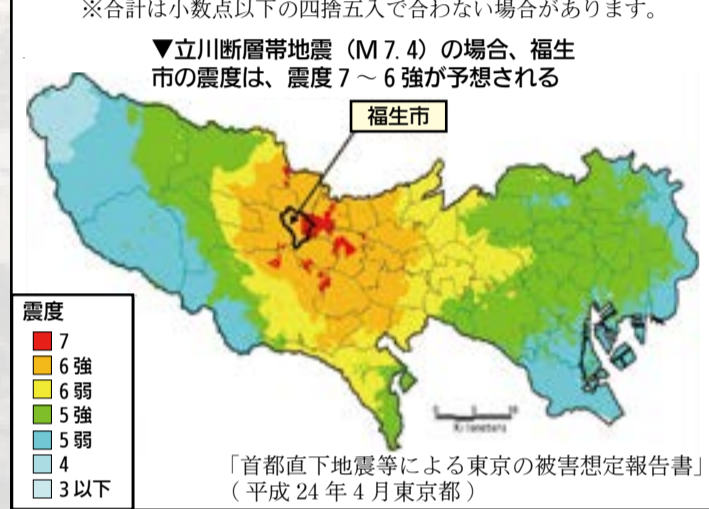 ※合計は小数点以下の四捨五入で合わない場合があります。
▼立川断層帯地震(M 7. 4)の場合、福生
市の震度は、震度 7 ~ 6 強が予想される
福生市
震度
7
6 強
6 弱
5 強
5 弱
4
3 以下
Kilometers
「首都直下地震等による東京の被害想定報告書」
( 平成 24 年 4 月東京都 )